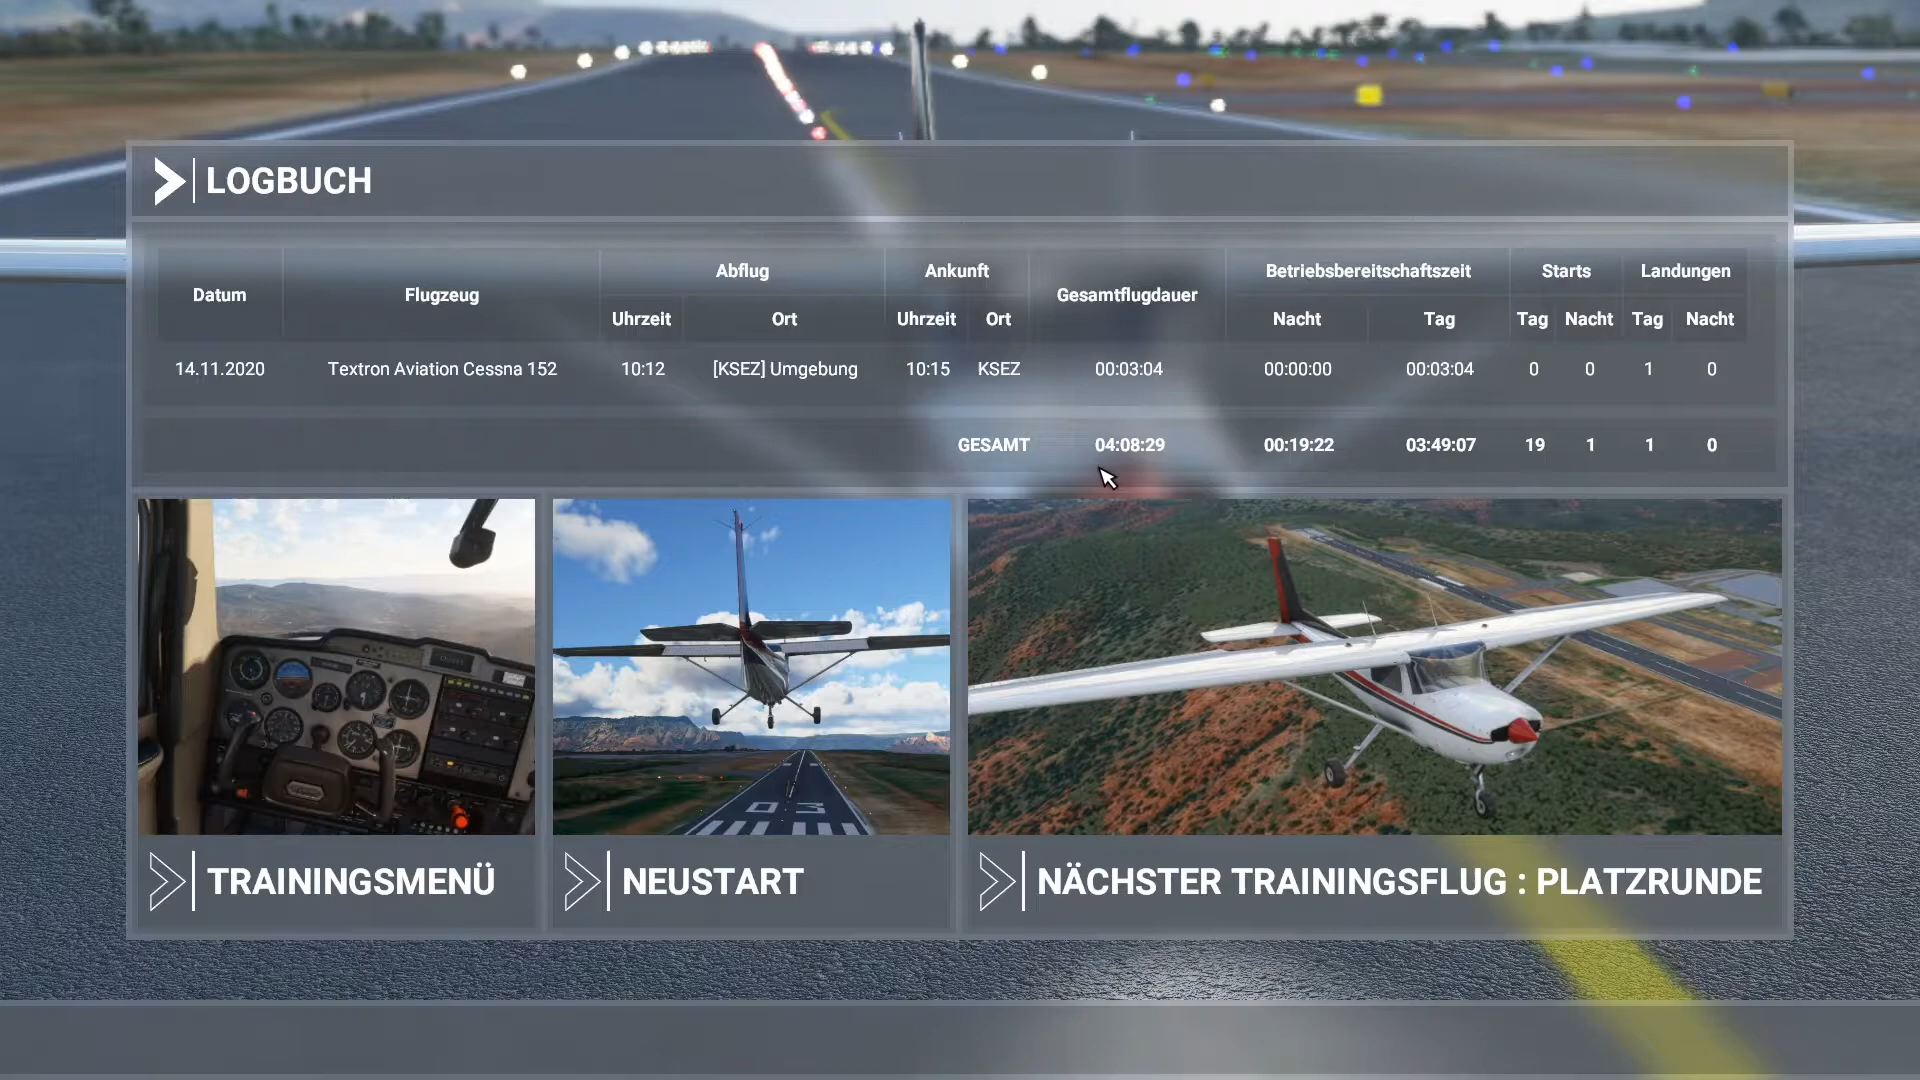 LOGBUCH
Datum Flugzeug Abflug Ankunft Gesamtflugdauer Betriebsbereitschaftszeit Starts Landungen
Uhrzeit Ort Uhrzeit Ort Nacht Tag Tag Nacht Tag Nacht
14.11.2020 Textron Aviation Cessna 152 10:12 [KSEZ] Umgebung 10:15 KSEZ 00:03:04 00:00:00 00:03:04 0 0 1 0
GESAMT 04:08:29 00:19:22 03:49:07 19 1 1 0
03
TRAININGSMENÜ
NEUSTART
NÄCHSTER TRAININGSFLUG : PLATZRUNDE